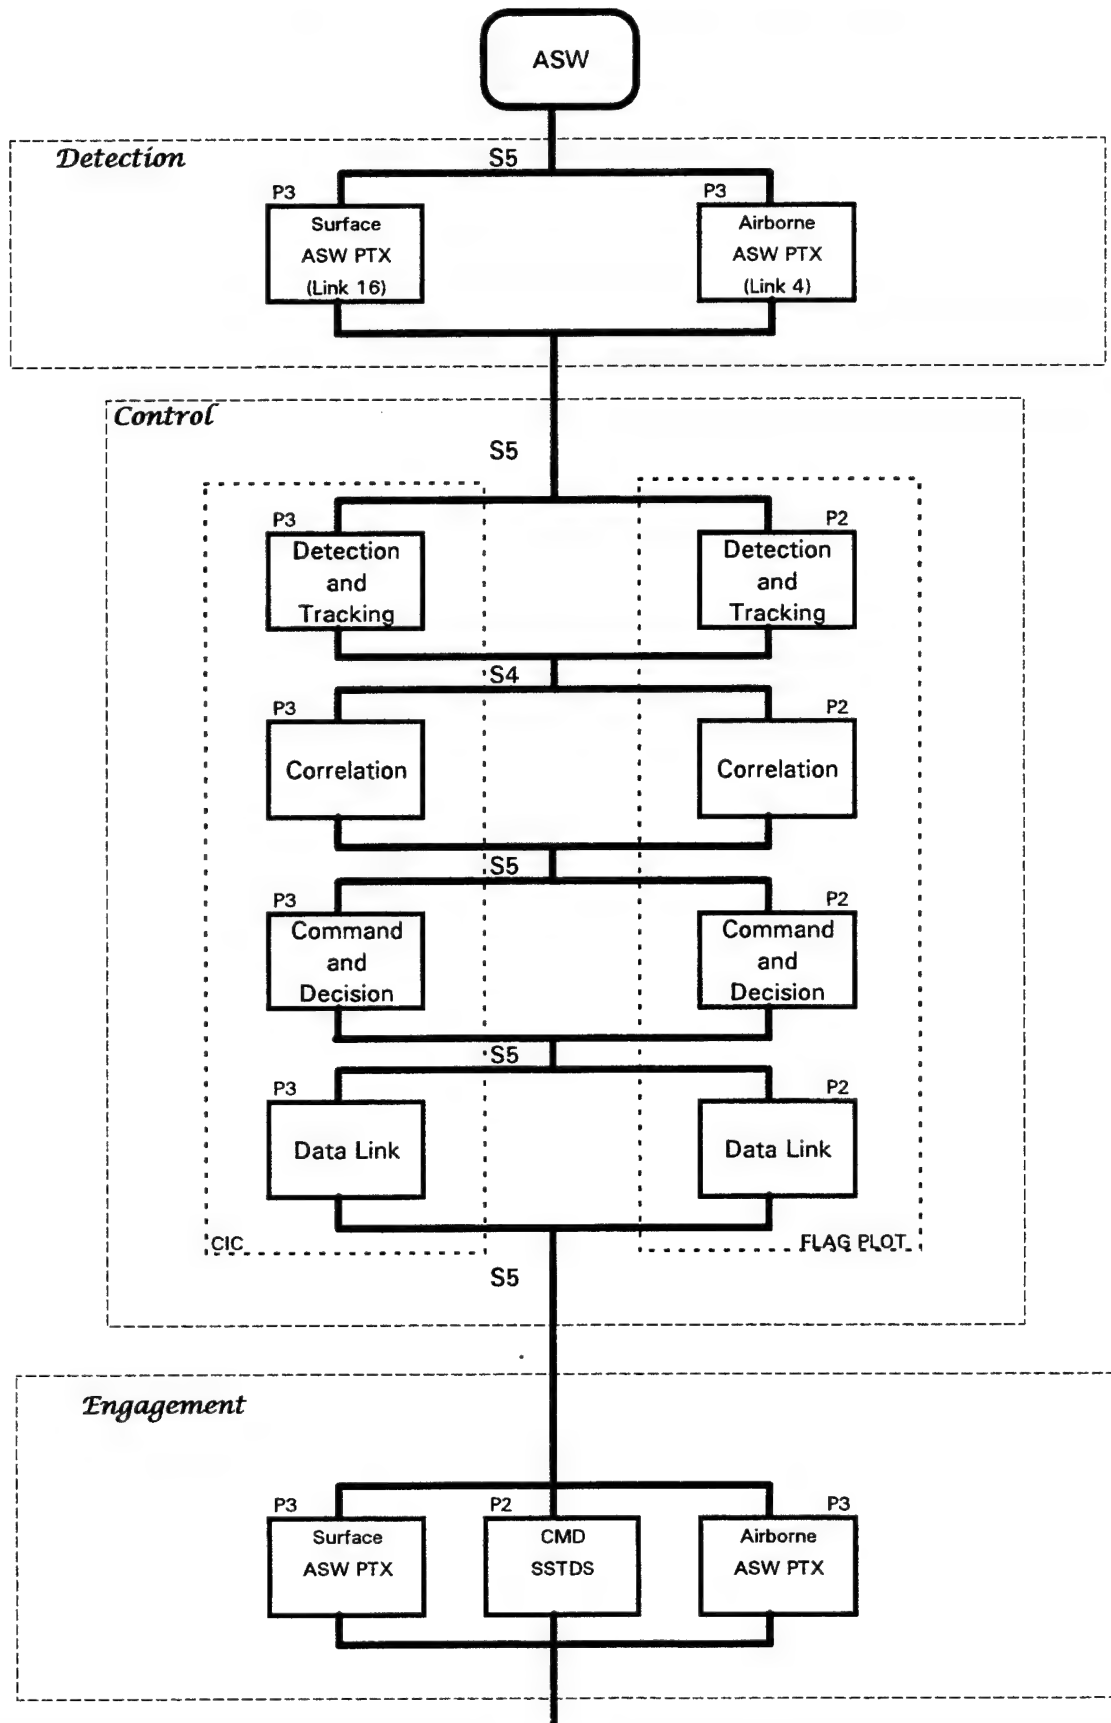 ASW
Detection
S5
P3
Surface
ASW PTX
(Link 16)
P3
Airborne
ASW PTX
(Link 4)
Control
S5
P3
Detection
and
Tracking
P2
Detection
and
Tracking
S4
P3
Correlation
P2
Correlation
S5
P3
Command
and
Decision
P2
Command
and
Decision
S5
P3
Data Link
P2
Data Link
CIC
FLAG PLOT
S5
Engagement
P3
Surface
ASW PTX
P2
CMD
SSTDS
P3
Airborne
ASW PTX